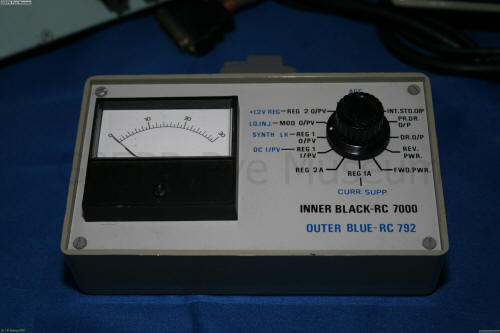 0 10 20 30
AGC
+12V REG - REG 2 O/PV
INT. STD. O/P
LO.INJ. - MOD O/PV
PR.DR. O/P
SYNTH LK - REG 1 O/PV
DR.O/P
DC I/PV - REG 1 I/PV
REV. PWR.
REG 2A
REG 1A
FWD. PWR.
CURR. SUPP.
INNER BLACK-RC 7000
OUTER BLUE-RC 792